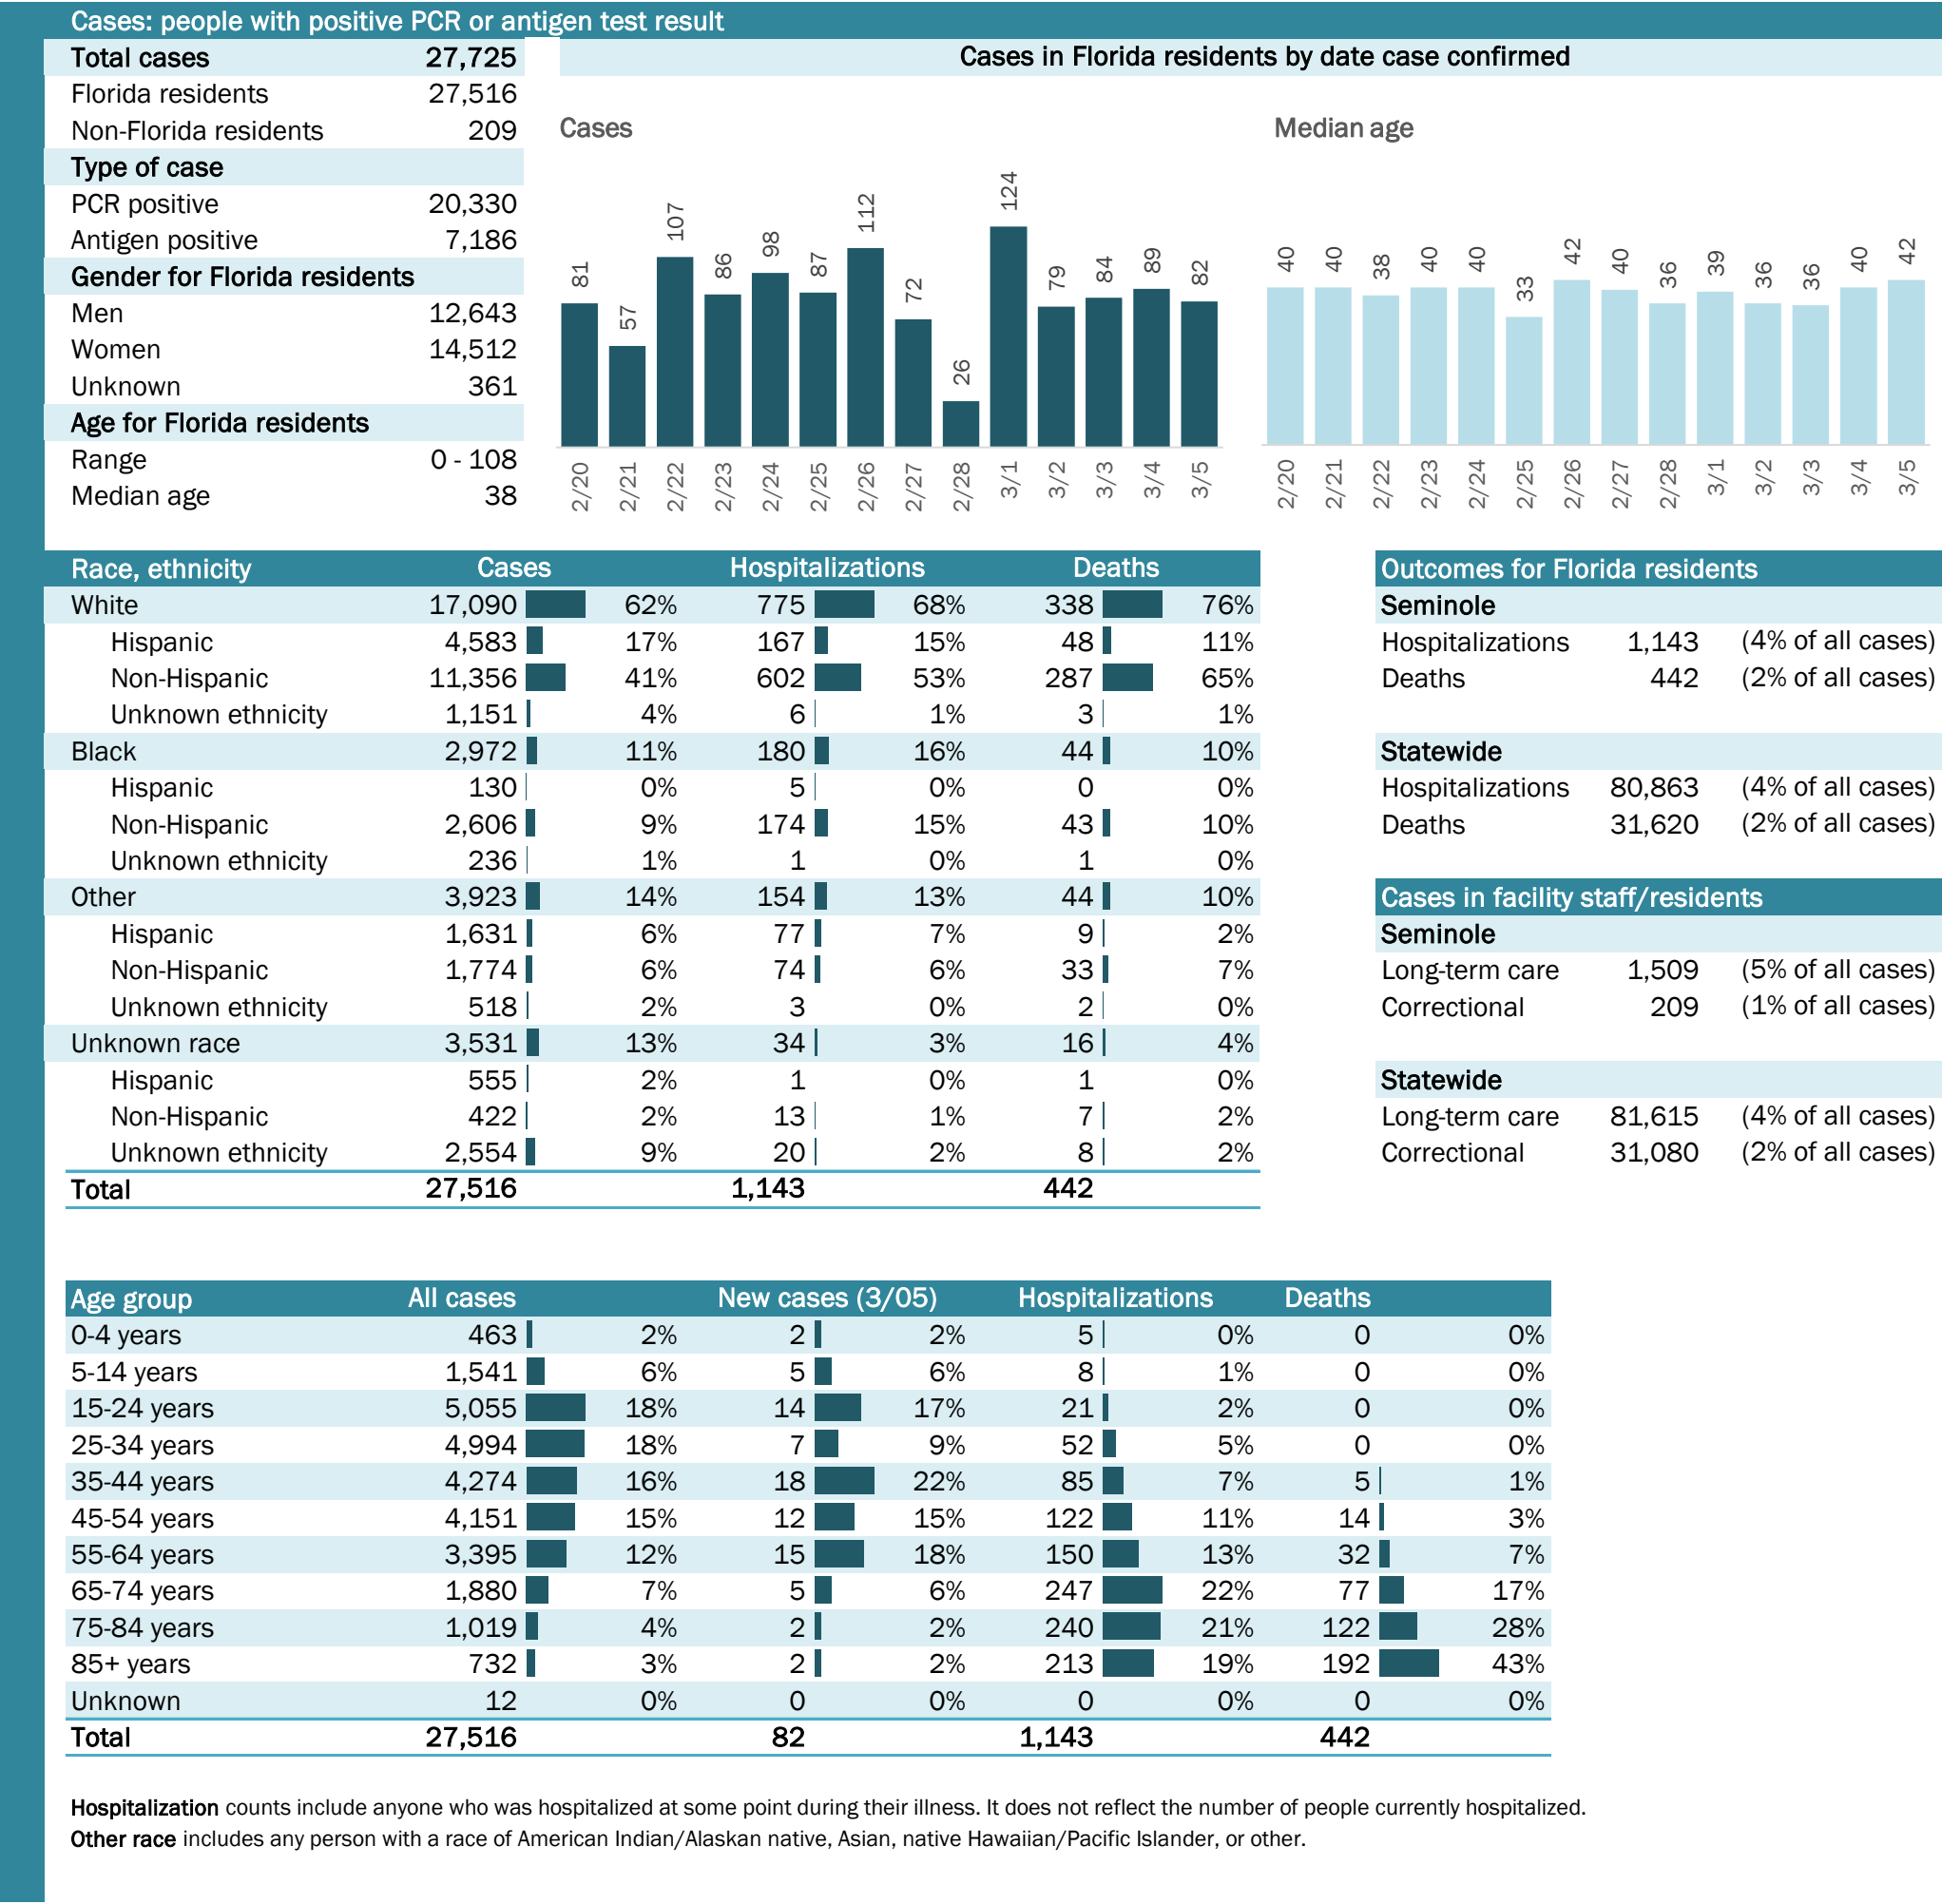 Cases: people with positive PCR or antigen test result
Total cases 27,725
Florida residents 27,516
Non-Florida residents 209
Type of case
PCR positive 20,330
Antigen positive 7,186
Gender for Florida residents
Men 12,643
Women 14,512
Unknown 361
Age for Florida residents
Range 0 - 108
Median age 38
Cases in Florida residents by date case confirmed
Cases
81 57 107 86 98 87 112 72 26 124 79 84 89 82
2/20 2/21 2/22 2/23 2/24 2/25 2/26 2/27 2/28 3/1 3/2 3/3 3/4 3/5
Median age
40 40 38 40 40 33 42 40 36 39 36 36 40 42
2/20 2/21 2/22 2/23 2/24 2/25 2/26 2/27 2/28 3/1 3/2 3/3 3/4 3/5
Race, ethnicity Cases Hospitalizations Deaths
White 17,090 62% 775 68% 338 76%
Hispanic 4,583 17% 167 15% 48 11%
Non-Hispanic 11,356 41% 602 53% 287 65%
Unknown ethnicity 1,151 4% 6 1% 3 1%
Black 2,972 11% 180 16% 44 10%
Hispanic 130 0% 5 0% 0 0%
Non-Hispanic 2,606 9% 174 15% 43 10%
Unknown ethnicity 236 1% 1 0% 1 0%
Other 3,923 14% 154 13% 44 10%
Hispanic 1,631 6% 77 7% 9 2%
Non-Hispanic 1,774 6% 74 6% 33 7%
Unknown ethnicity 518 2% 3 0% 2 0%
Unknown race 3,531 13% 34 3% 16 4%
Hispanic 555 2% 1 0% 1 0%
Non-Hispanic 422 2% 13 1% 7 2%
Unknown ethnicity 2,554 9% 20 2% 8 2%
Total 27,516 1,143 442
Outcomes for Florida residents
Seminole
Hospitalizations 1,143 (4% of all cases)
Deaths 442 (2% of all cases)
Statewide
Hospitalizations 80,863 (4% of all cases)
Deaths 31,620 (2% of all cases)
Cases in facility staff/residents
Seminole
Long-term care 1,509 (5% of all cases)
Correctional 209 (1% of all cases)
Statewide
Long-term care 81,615 (4% of all cases)
Correctional 31,080 (2% of all cases)
Age group All cases New cases (3/05) Hospitalizations Deaths
0-4 years 463 2% 2 2% 5 0% 0 0%
5-14 years 1,541 6% 5 6% 8 1% 0 0%
15-24 years 5,055 18% 14 17% 21 2% 0 0%
25-34 years 4,994 18% 7 9% 52 5% 0 0%
35-44 years 4,274 16% 18 22% 85 7% 5 1%
45-54 years 4,151 15% 12 15% 122 11% 14 3%
55-64 years 3,395 12% 15 18% 150 13% 32 7%
65-74 years 1,880 7% 5 6% 247 22% 77 17%
75-84 years 1,019 4% 2 2% 240 21% 122 28%
85+ years 732 3% 2 2% 213 19% 192 43%
Unknown 12 0% 0 0% 0 0% 0 0%
Total 27,516 82 1,143 442
Hospitalization counts include anyone who was hospitalized at some point during their illness. It does not reflect the number of people currently hospitalized.
Other race includes any person with a race of American Indian/Alaskan native, Asian, native Hawaiian/Pacific Islander, or other.